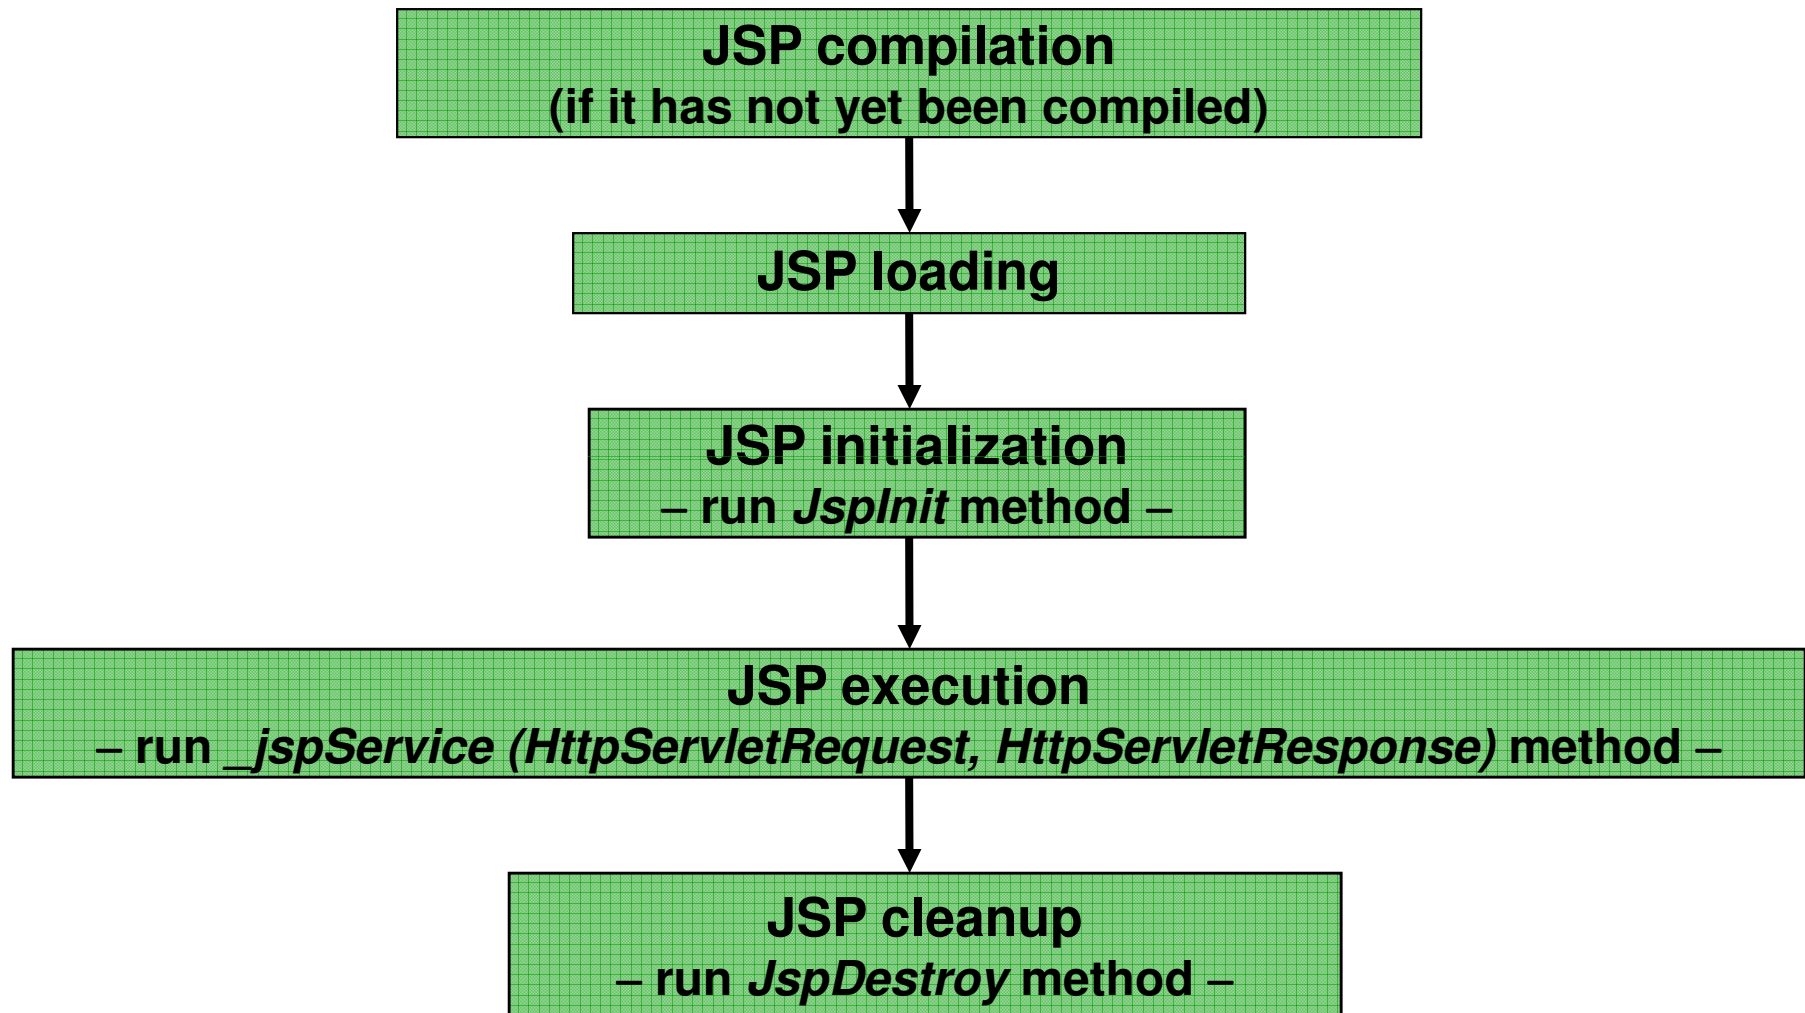 JSP compilation
(if it has not yet been compiled)
JSP loading
JSP initialization
– run JspInit method –
JSP execution
– run _jspService (HttpServletRequest, HttpServletResponse) method –
JSP cleanup
– run JspDestroy method –